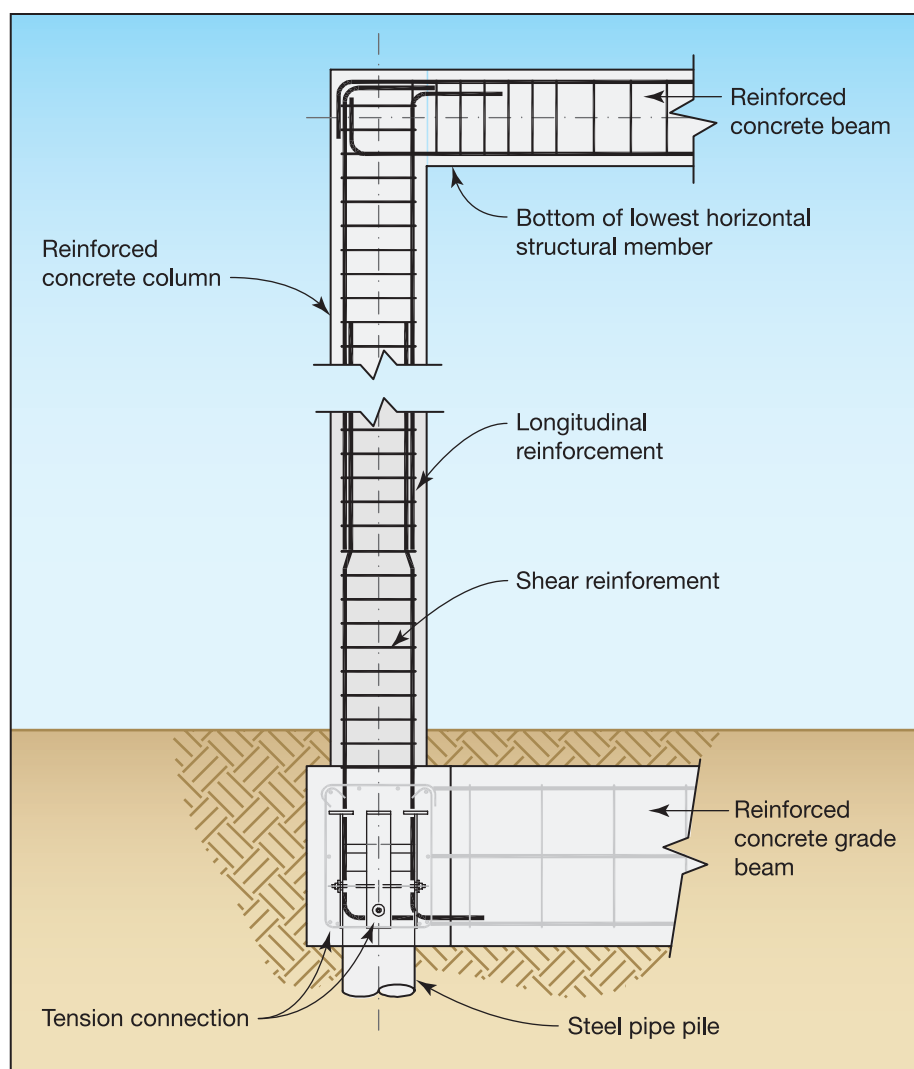 Reinforced
concrete beam
Bottom of lowest horizontal
structural member
Reinforced
concrete column
Longitudinal
reinforcement
Shear reinforement
Reinforced
concrete grade
beam
Tension connection
Steel pipe pile